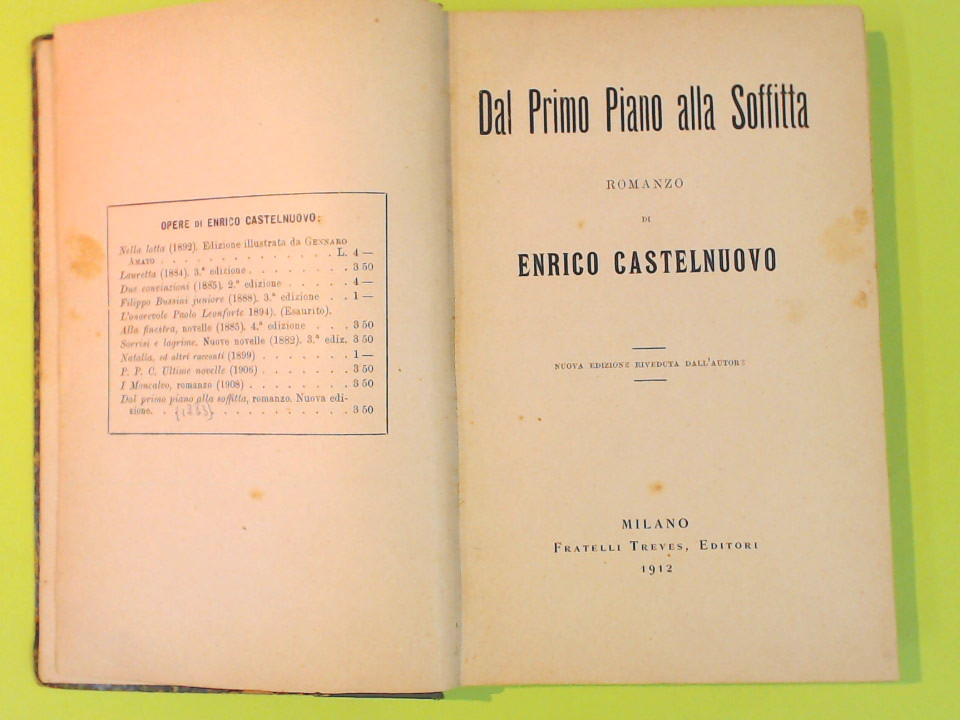 OPERE DI ENRICO CASTELNUOVO:
Nella lotta (1892). Edizione illustrata da GENNARO
AMATO . . . . . . . . . . . . . . L. 4 —
Lauretta (1884). 3.ª edizione . . . . . . . . 3 50
Due convinzioni (1885). 2.ª edizione . . . . . 4 —
Filippo Bussini juniore (1888). 3.ª edizione . . 1 —
L'onorevole Paolo Leonforte 1894). (Esaurito).
Alla finestra, novelle (1885). 4.ª edizione . . . 3 50
Sorrisi e lagrime. Nuove novelle (1882). 3.ª ediz. 3 50
Natalia, ed altri racconti (1899) . . . . . . . 1 —
P. P. C. Ultime novelle (1906) . . . . . . . . 3 50
I Moncalvo, romanzo (1908) . . . . . . . . . 3 50
Dal primo piano alla soffitta, romanzo. Nuova edi-
zione. . . . . . . . . . . . . . . 3 50
Dal Primo Piano alla Soffitta
ROMANZO
DI
ENRICO CASTELNUOVO
NUOVA EDIZIONE RIVEDUTA DALL'AUTORE
MILANO
FRATELLI TREVES, EDITORI
1912